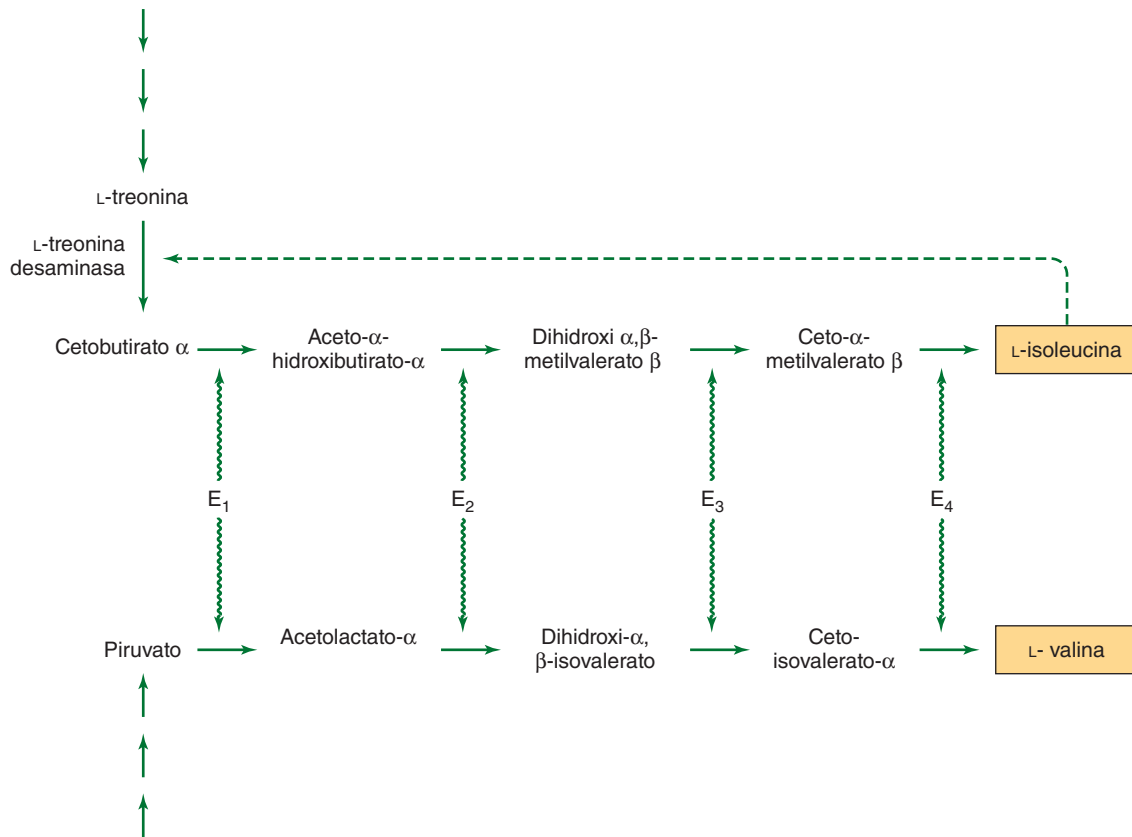 L-treonina
L-treonina
desaminasa
Cetobutirato α
Aceto-α-
hidroxibutirato-α
Dihidroxi α,β-
metilvalerato β
Ceto-α-
metilvalerato β
L-isoleucina
E1
E2
E3
E4
Piruvato
Acetolactato-α
Dihidroxi-α,
β-isovalerato
Ceto-
isovalerato-α
L- valina